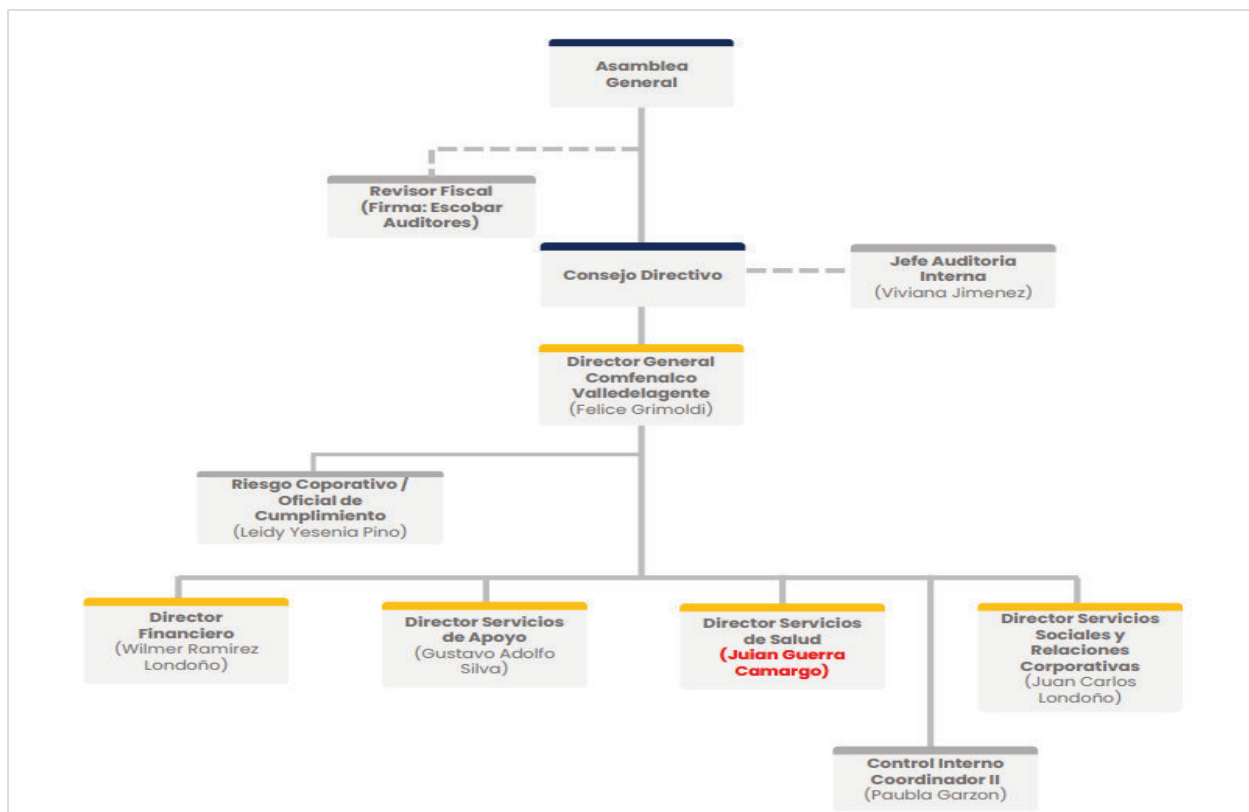 Asamblea
General
Revisor Fiscal
(Firma: Escobar
Auditores)
Consejo Directivo
Jefe Auditoria
Interna
(Viviana Jimenez)
Director General
Comfenalco
Valledelagente
(Felice Grimoldi)
Riesgo Coporativo /
Oficial de
Cumplimiento
(Leidy Yesenia Pino)
Director
Financiero
(Wilmer Ramirez
Londoño)
Director Servicios
de Apoyo
(Gustavo Adolfo
Silva)
Director Servicios
de Salud
(Juian Guerra
Camargo)
Director Servicios
Sociales y
Relaciones
Corporativas
(Juan Carlos
Londoño)
Control Interno
Coordinador II
(Paubla Garzon)